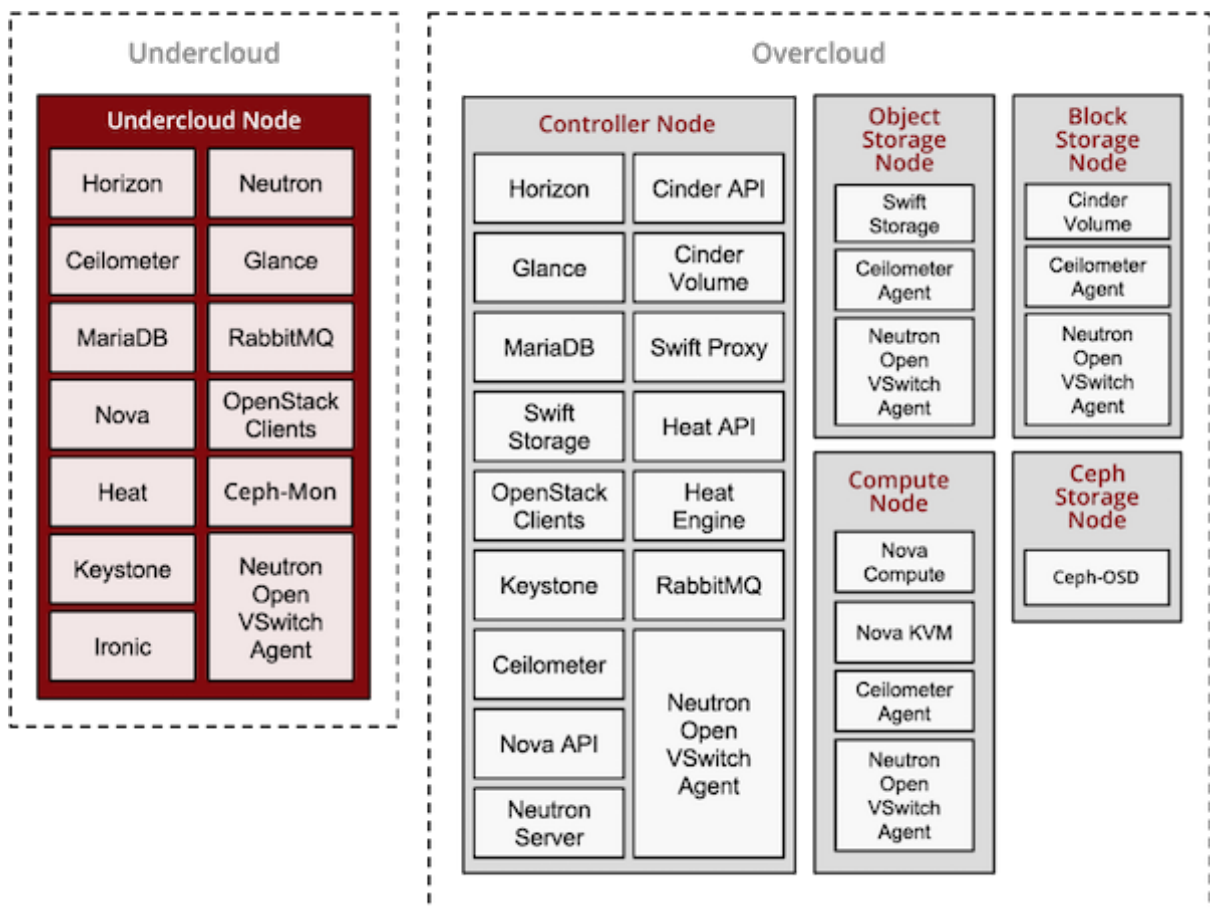 Undercloud
Undercloud Node
Horizon
Neutron
Ceilometer
Glance
MariaDB
RabbitMQ
Nova
OpenStack
Clients
Heat
Ceph-Mon
Keystone
Ironic
Neutron
Open
VSwitch
Agent
Overcloud
Controller Node
Horizon
Cinder API
Glance
Cinder
Volume
MariaDB
Swift Proxy
Swift
Storage
Heat API
OpenStack
Clients
Heat
Engine
Keystone
RabbitMQ
Ceilometer
Nova API
Neutron
Server
Neutron
Open
VSwitch
Agent
Object
Storage
Node
Swift
Storage
Ceilometer
Agent
Neutron
Open
VSwitch
Agent
Block
Storage
Node
Cinder
Volume
Ceilometer
Agent
Neutron
Open
VSwitch
Agent
Compute
Node
Nova
Compute
Nova KVM
Ceilometer
Agent
Neutron
Open
VSwitch
Agent
Ceph
Storage
Node
Ceph-OSD